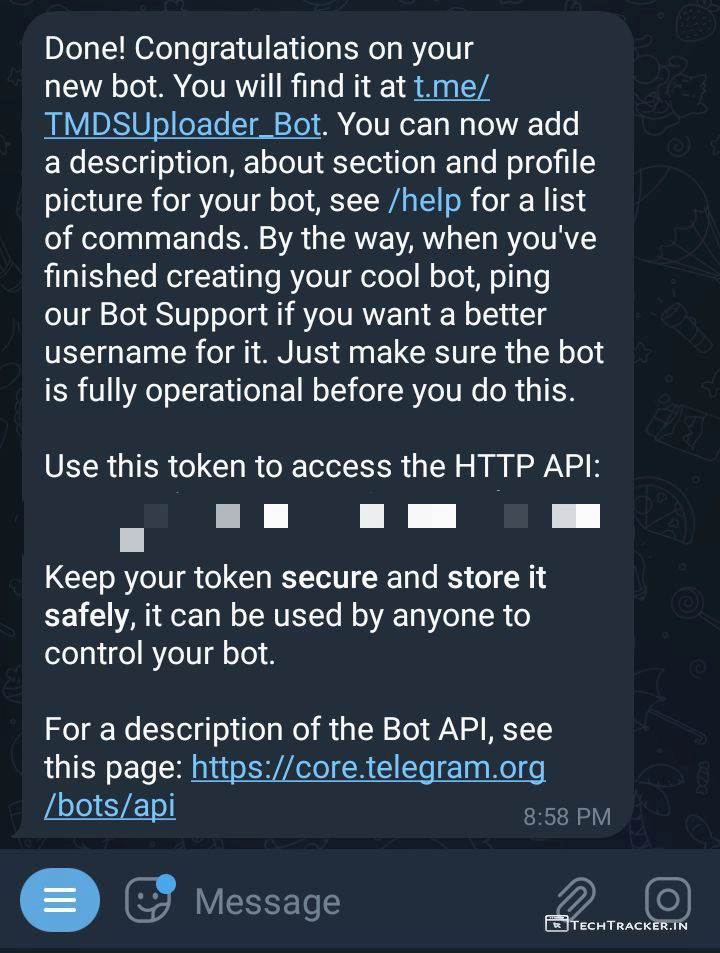 Done! Congratulations on your
new bot. You will find it at t.me/
TMDSUploader_Bot. You can now add
a description, about section and profile
picture for your bot, see /help for a list
of commands. By the way, when you've
finished creating your cool bot, ping
our Bot Support if you want a better
username for it. Just make sure the bot
is fully operational before you do this.
Use this token to access the HTTP API:
Keep your token secure and store it
safely, it can be used by anyone to
control your bot.
For a description of the Bot API, see
this page: https://core.telegram.org
/bots/api
8:58 PM
Message
TECHTRACKER.IN